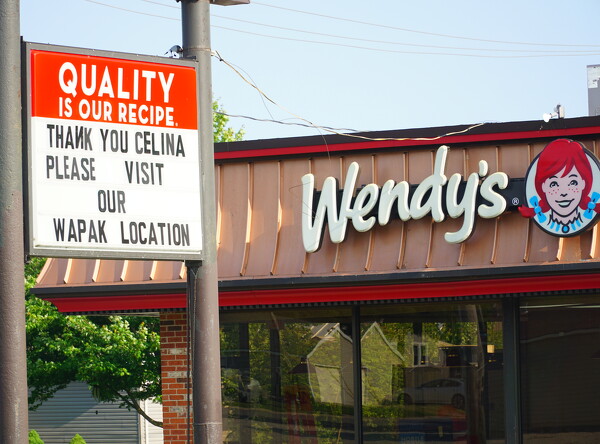 QUALITY
IS OUR RECIPE.
THANK YOU CELINA
PLEASE VISIT
OUR
WAPAK LOCATION
Wendy's®